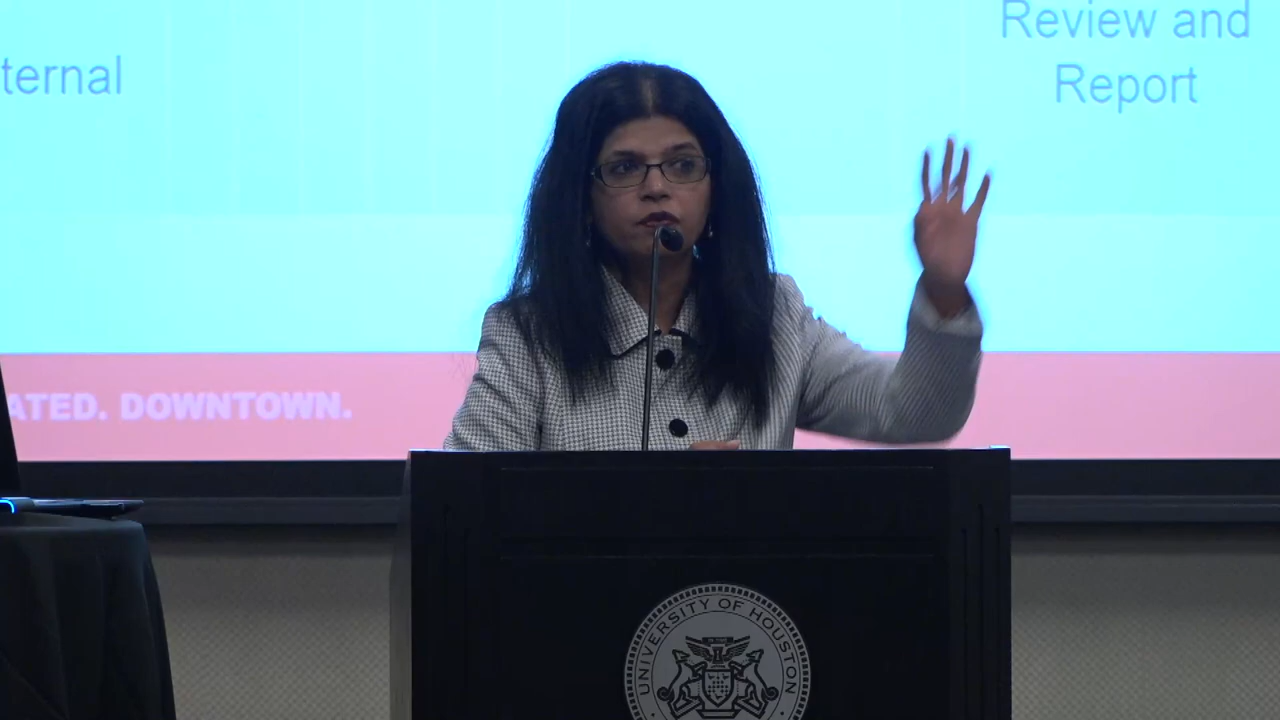 Review and
Report
ternal
ATED. DOWNTOWN.
UNIVERSITY OF HOUSTON